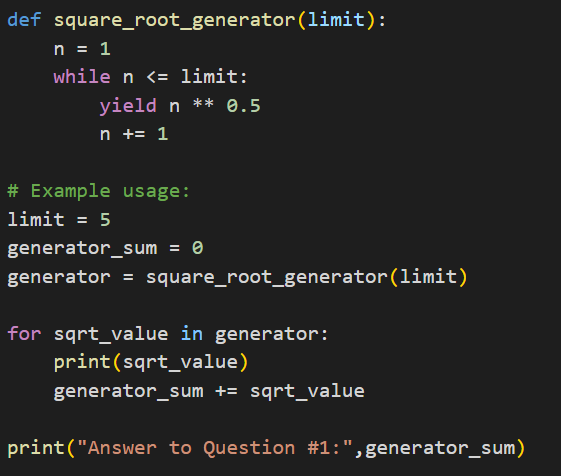 def square_root_generator(limit):
    n = 1
    while n <= limit:
        yield n ** 0.5
        n += 1

# Example usage:
limit = 5
generator_sum = 0
generator = square_root_generator(limit)

for sqrt_value in generator:
    print(sqrt_value)
    generator_sum += sqrt_value

print("Answer to Question #1:",generator_sum)